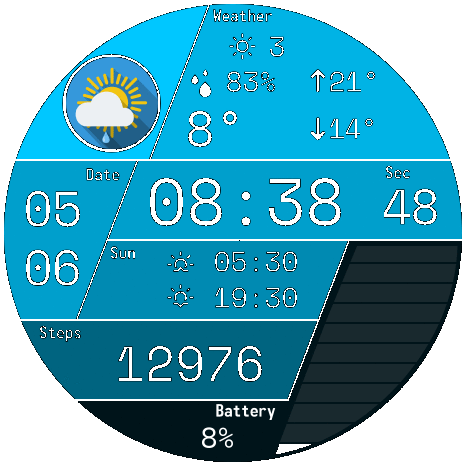 Weather
3
83% ↑21°
8° ↓14°
Date Sec
05 08:38 48
06
Sun 05:30
19:30
Steps
12976
Battery
8%